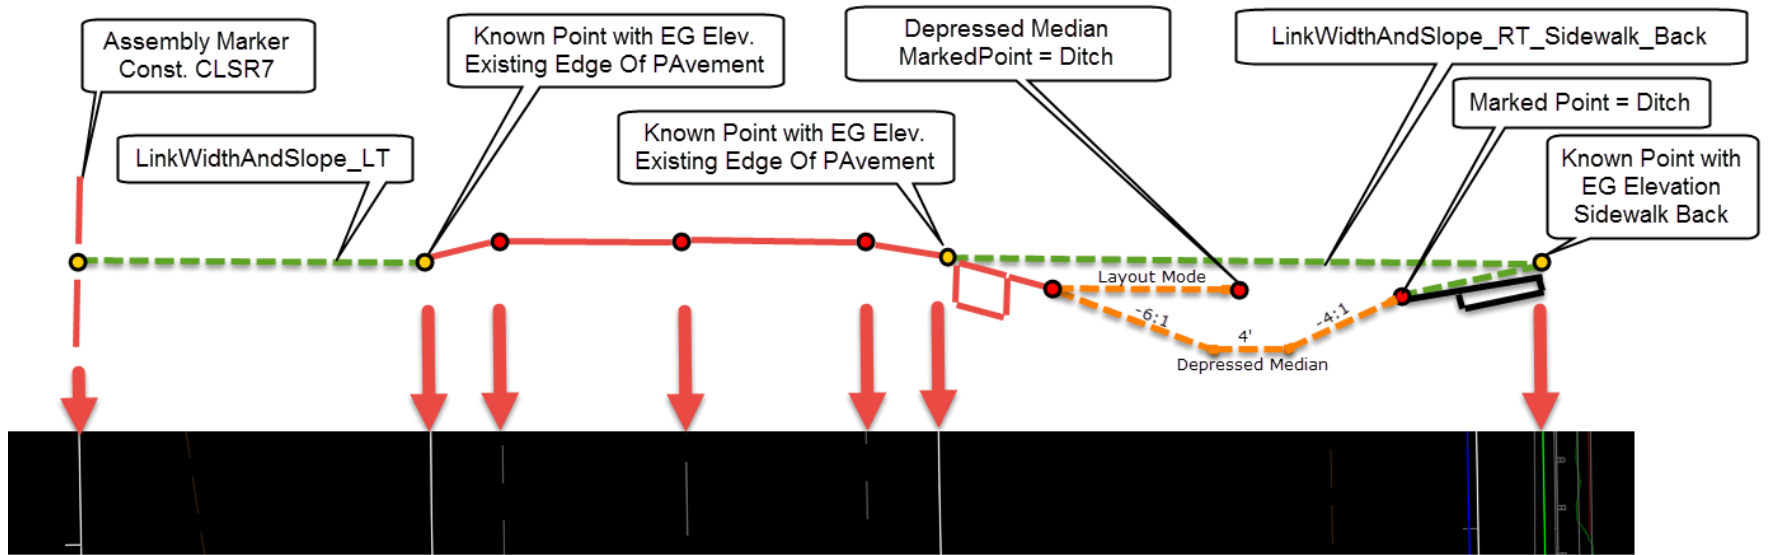 Assembly Marker
Const. CLSR7
Known Point with EG Elev.
Existing Edge Of PAvement
Depressed Median
MarkedPoint = Ditch
LinkWidthAndSlope_RT_Sidewalk_Back
Marked Point = Ditch
LinkWidthAndSlope_LT
Known Point with EG Elev.
Existing Edge Of PAvement
Known Point with
EG Elevation
Sidewalk Back
Layout Mode
-6:1
4'
-4:1
Depressed Median